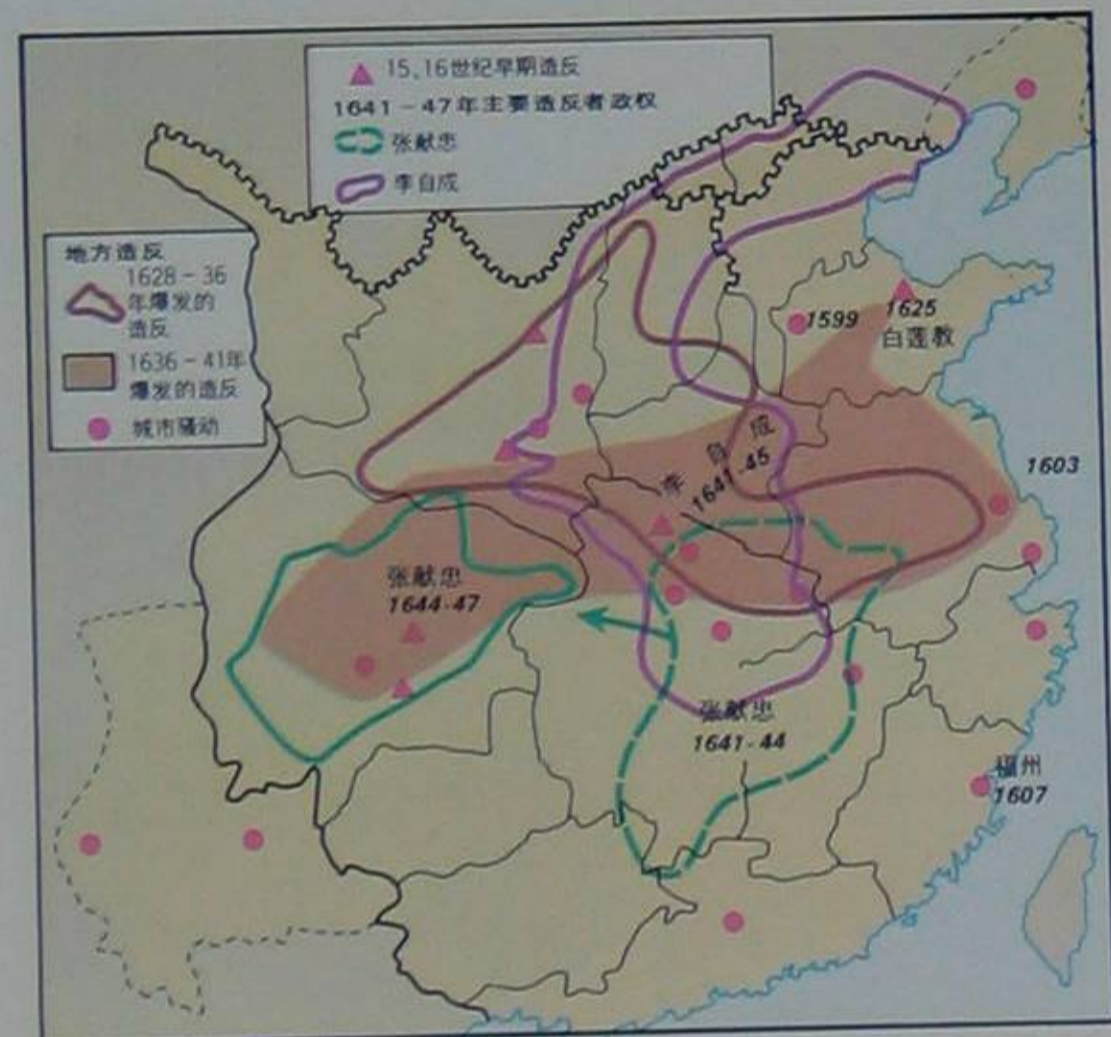 15、16世纪早期造反
1641-47年主要造反者政权
张献忠
李自成
地方造反
1628-36
年爆发的
造反
1636-41年
爆发的造反
城市骚动
1599
1625
白莲教
1603
李自成
1641-45
张献忠
1644-47
张献忠
1641-44
福州
1607